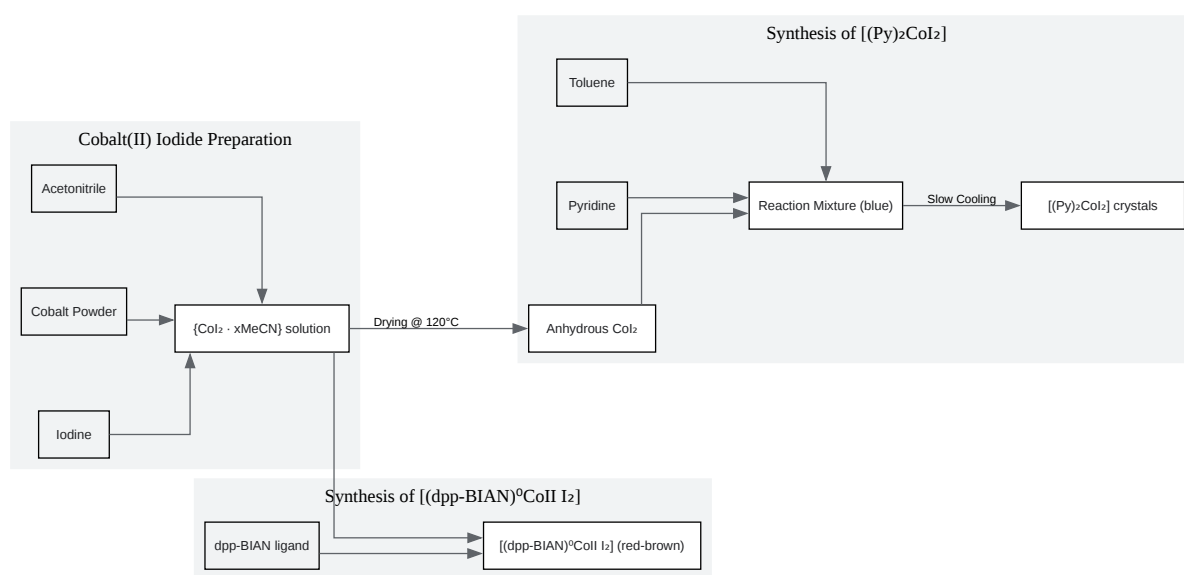 Synthesis of [(Py)₂CoI₂]
Toluene
Cobalt(II) Iodide Preparation
Acetonitrile
Pyridine
Reaction Mixture (blue)
Slow Cooling
[(Py)₂CoI₂] crystals
Cobalt Powder
{CoI₂ · xMeCN} solution
Drying @ 120°C
Anhydrous CoI₂
Iodine
Synthesis of [(dpp-BIAN)⁰CoII I₂]
dpp-BIAN ligand
[(dpp-BIAN)⁰CoII I₂] (red-brown)